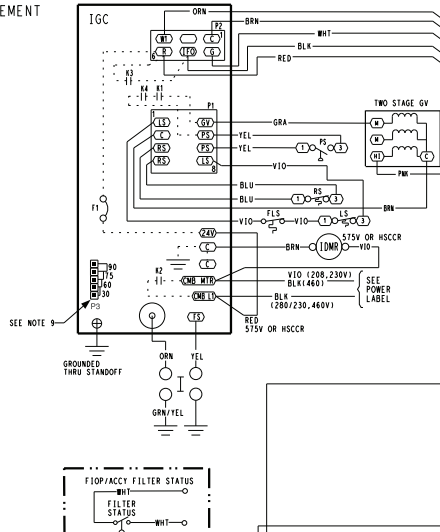 EMENT
IGC
ORN
BRN
P2
WHT
BLK
RED
WT
C
1
6
R
IFO
G
K3
K4 K1
P1
TWO STAGE GV
1
LS
GV
GRA
M
C
PS
YEL
PS
1
3
M
RS
PS
YEL
HI
C
RS
LS
VIO
8
PNK
BLU
RS
BLU
1
3
BRN
F1
FLS
LS
VIO
VIO
1
3
24V
575V OR HSCCR
C
BRN
IDMR
VIO
C
90
75
60
30
P3
K2
CMB MTR
VIO (208,230V)
BLK(460)
SEE
POWER
LABEL
CMB L1
BLK
(280/230,460V)
SEE NOTE 9
FS
RED
575V OR HSCCR
GROUNDED
THRU STANDOFF
ORN
YEL
GRN/YEL
FIOP/ACCY FILTER STATUS
WHT
FILTER
STATUS
WHT